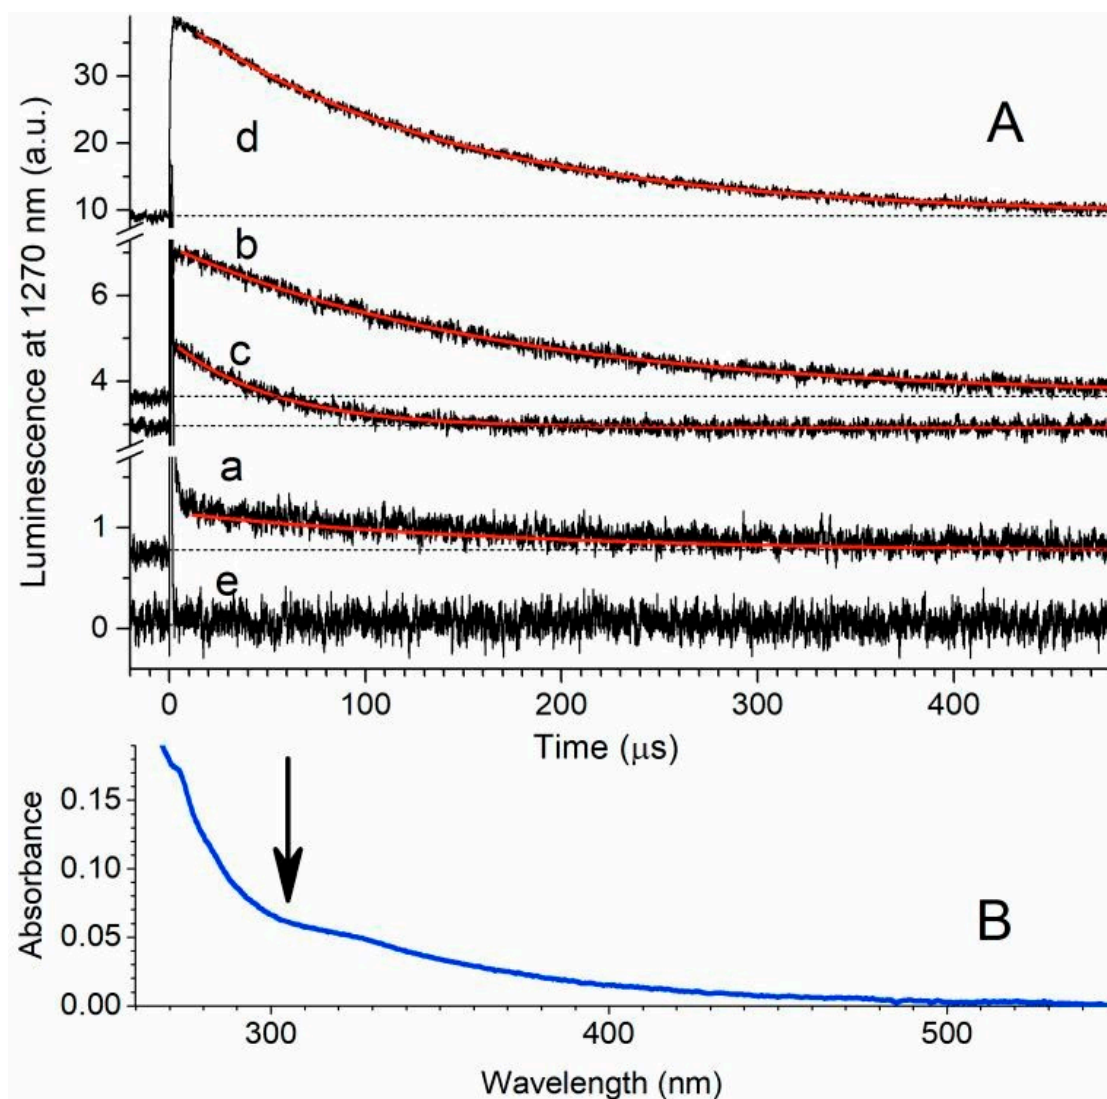 Luminescence at 1270 nm (a.u.)
30
20
10
6
4
1
0
A
d
b
c
a
e
0 100 200 300 400
Time (μs)
Absorbance
0.15
0.10
0.05
0.00
B
300 400 500
Wavelength (nm)